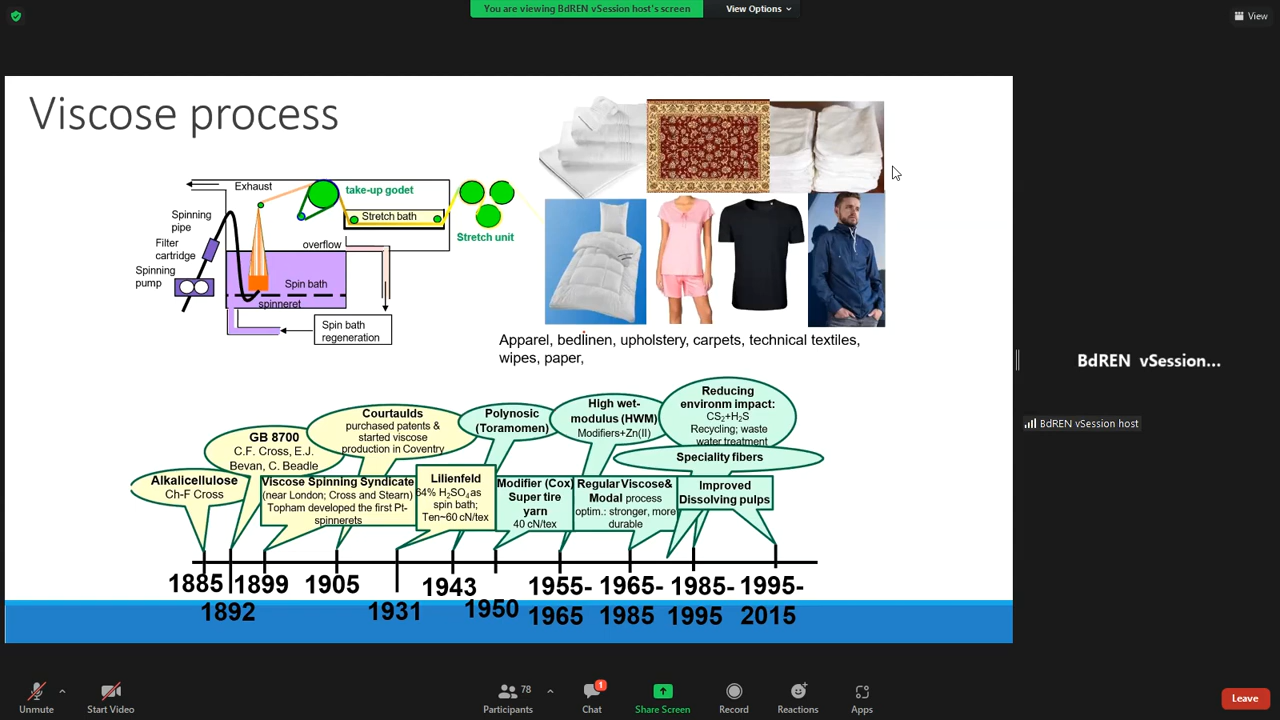 You are viewing BdREN vSession host's screen
View Options
View
Viscose process
Exhaust
take-up godet
Spinning
pipe
Stretch bath
Filter
cartridge
overflow
Stretch unit
Spinning
pump
Spin bath
spinneret
Spin bath
regeneration
Apparel, bedlinen, upholstery, carpets, technical textiles,
wipes, paper,
BdREN vSession...
BdREN vSession host
Alkalicellulose
Ch-F Cross
GB 8700
C.F. Cross, E.J.
Bevan, C. Beadle
Viscose Spinning Syndicate
(near London; Cross and Stearn)
Topham developed the first Pt-
spinnerets
Courtaulds
purchased patents &
started viscose
production in Coventry
Lilienfeld
64% H2SO4 as
spin bath;
Ten~60 cN/tex
Polynosic
(Toramomen)
Modifier (Cox)
Super tire
yarn
40 cN/tex
High wet-
modulus (HWM)
Modifiers+Zn(II)
Regular Viscose&
Modal process
optim.: stronger, more
durable
Reducing
environm impact:
CS2+H2S
Recycling; waste
water treatment
Speciality fibers
Improved
Dissolving pulps
1885
1892
1899
1905
1931
1943
1950
1955-
1965
1965-
1985
1985-
1995
1995-
2015
Unmute
Start Video
78
Participants
1
Chat
Share Screen
Record
Reactions
Apps
Leave